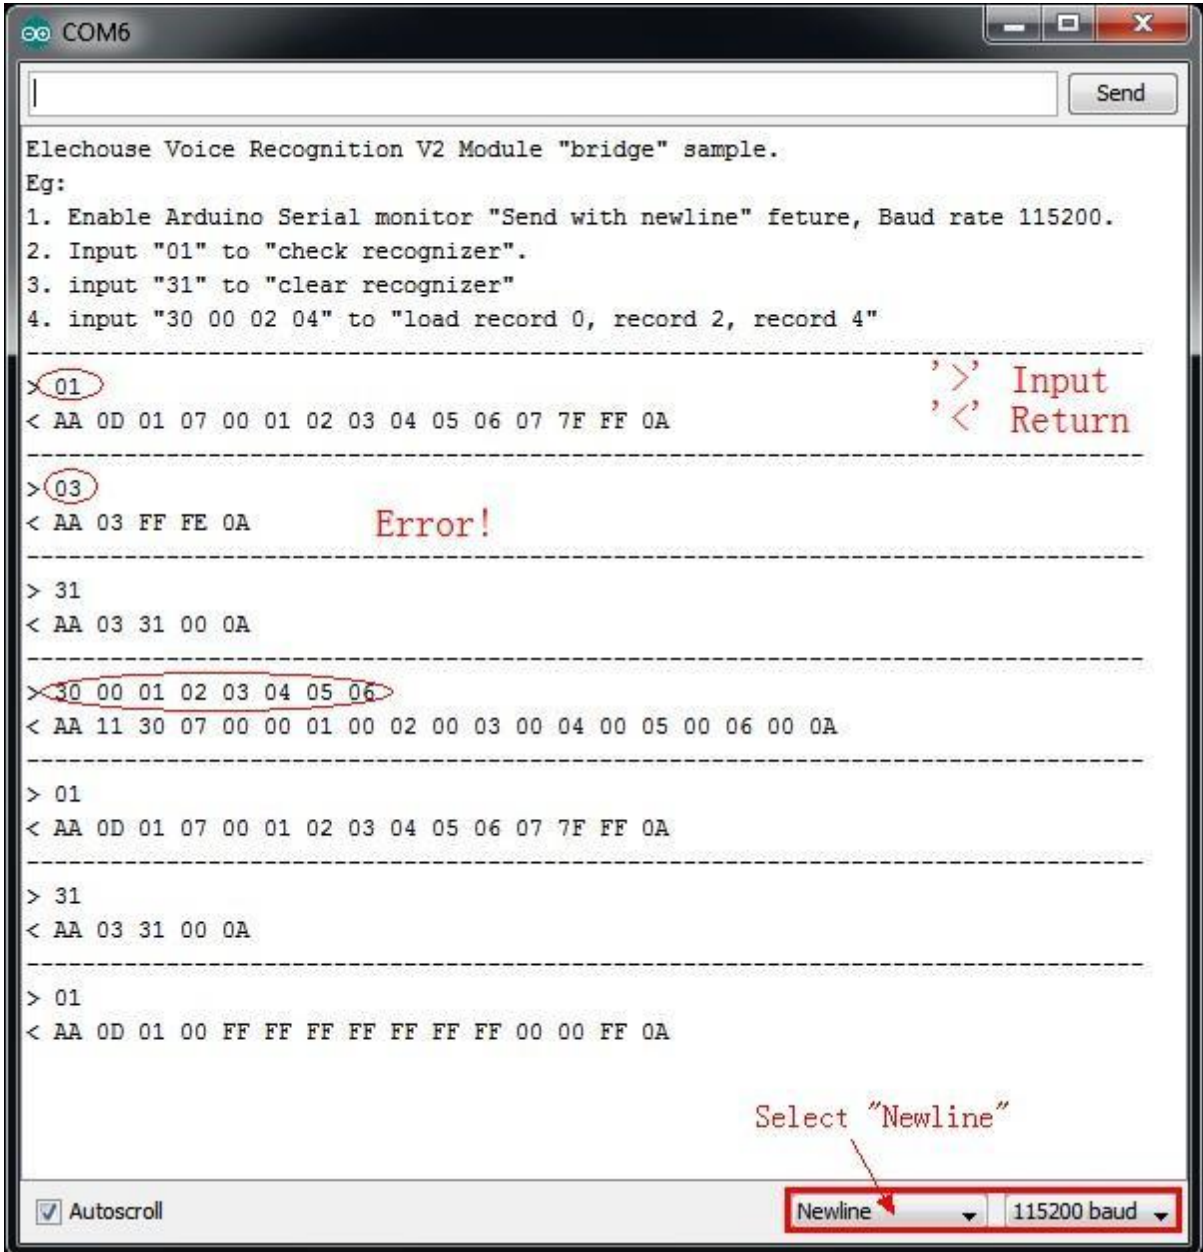 COM6
Send
Elechouse Voice Recognition V2 Module "bridge" sample.
Eg:
1. Enable Arduino Serial monitor "Send with newline" feture, Baud rate 115200.
2. Input "01" to "check recognizer".
3. input "31" to "clear recognizer"
4. input "30 00 02 04" to "load record 0, record 2, record 4"
--------------------------------------------------------------------------------
> 01 '>' Input
< AA 0D 01 07 00 01 02 03 04 05 06 07 7F FF 0A '<' Return
--------------------------------------------------------------------------------
> 03
< AA 03 FF FE 0A Error!
--------------------------------------------------------------------------------
> 31
< AA 03 31 00 0A
--------------------------------------------------------------------------------
> 30 00 01 02 03 04 05 06
< AA 11 30 07 00 00 01 00 02 00 03 00 04 00 05 00 06 00 0A
--------------------------------------------------------------------------------
> 01
< AA 0D 01 07 00 01 02 03 04 05 06 07 7F FF 0A
--------------------------------------------------------------------------------
> 31
< AA 03 31 00 0A
--------------------------------------------------------------------------------
> 01
< AA 0D 01 00 FF FF FF FF FF FF FF 00 00 FF 0A
Select "Newline"
Autoscroll Newline 115200 baud